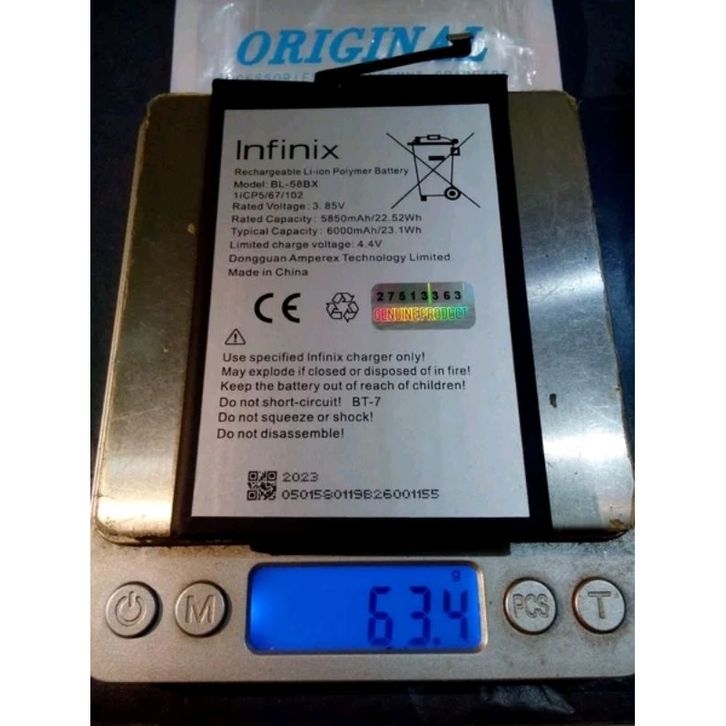 ORIGINAL
Infinix
Rechargeable Li-ion Polymer Battery
Model: BL-58BX
1ICP5/67/102
Rated Voltage: 3.85V
Rated Capacity: 5850mAh/22.52Wh
Typical Capacity: 6000mAh/23.1Wh
Limited charge voltage: 4.4V
Dongguan Amperex Technology Limited
Made in China
CE
27513363
GENUINE PRODUCT
Use specified Infinix charger only!
May explode if closed or disposed of in fire!
Keep the battery out of reach of children!
Do not short-circuit! BT-7
Do not squeeze or shock!
Do not disassemble!
2023
0501580119B26001155
g
63.4
M
PCS
T